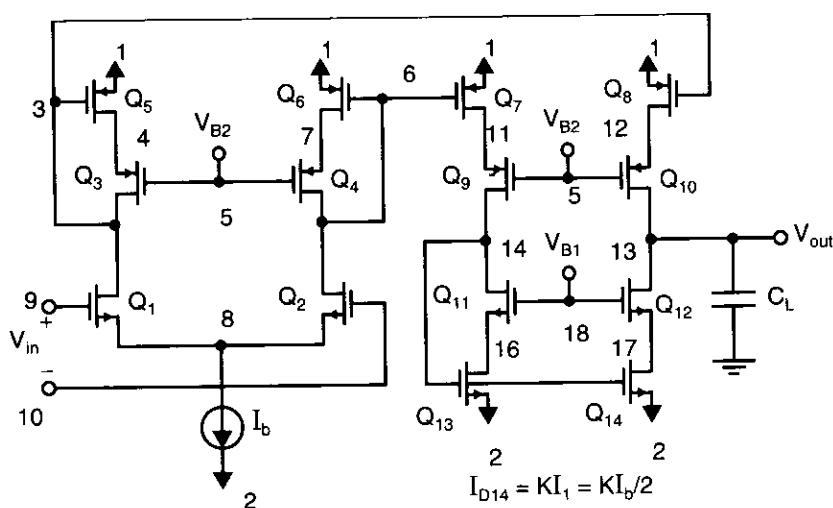 1 1 6 1 1
Q5 Q6 Q7 Q8
3 4 VB2 7 11 VB2 12
Q3 Q4 Q9 Q10
5 5
14 VB1 13 Vout
9 Q1 Q2 Q11 Q12 CL
+ 8 18
Vin 16 17
−
10 Ib Q13 Q14
2 2 2
ID14 = KI1 = KIb/2